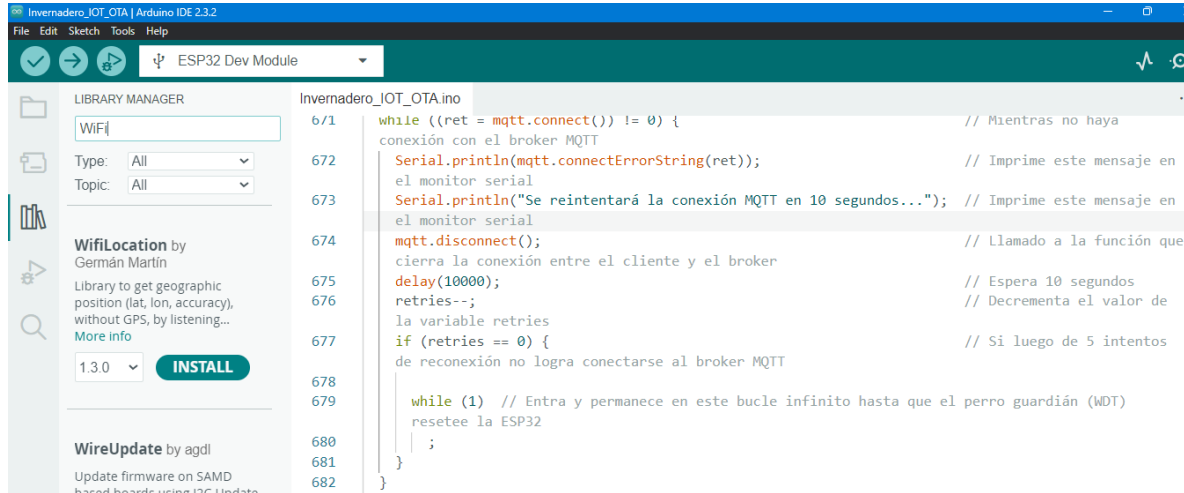 Invernadero_IOT_OTA | Arduino IDE 2.3.2
File Edit Sketch Tools Help
ESP32 Dev Module
LIBRARY MANAGER
WiFi
Type: All
Topic: All
WifiLocation by
Germán Martín
Library to get geographic
position (lat, lon, accuracy),
without GPS, by listening...
More info
1.3.0 INSTALL
WireUpdate by agdl
Update firmware on SAMD
based boards using I2C Update
Invernadero_IOT_OTA.ino
671 while ((ret = mqtt.connect()) != 0) { // Mientras no haya
conexión con el broker MQTT
672 Serial.println(mqtt.connectErrorString(ret)); // Imprime este mensaje en
el monitor serial
673 Serial.println("Se reintentará la conexión MQTT en 10 segundos..."); // Imprime este mensaje en
el monitor serial
674 mqtt.disconnect(); // Llamado a la función que
cierra la conexión entre el cliente y el broker
675 delay(10000); // Espera 10 segundos
676 retries--; // Decrementa el valor de
la variable retries
677 if (retries == 0) { // Si luego de 5 intentos
de reconexión no logra conectarse al broker MQTT
678
679 while (1) // Entra y permanece en este bucle infinito hasta que el perro guardián (WDT)
resetee la ESP32
680 ;
681 }
682 }